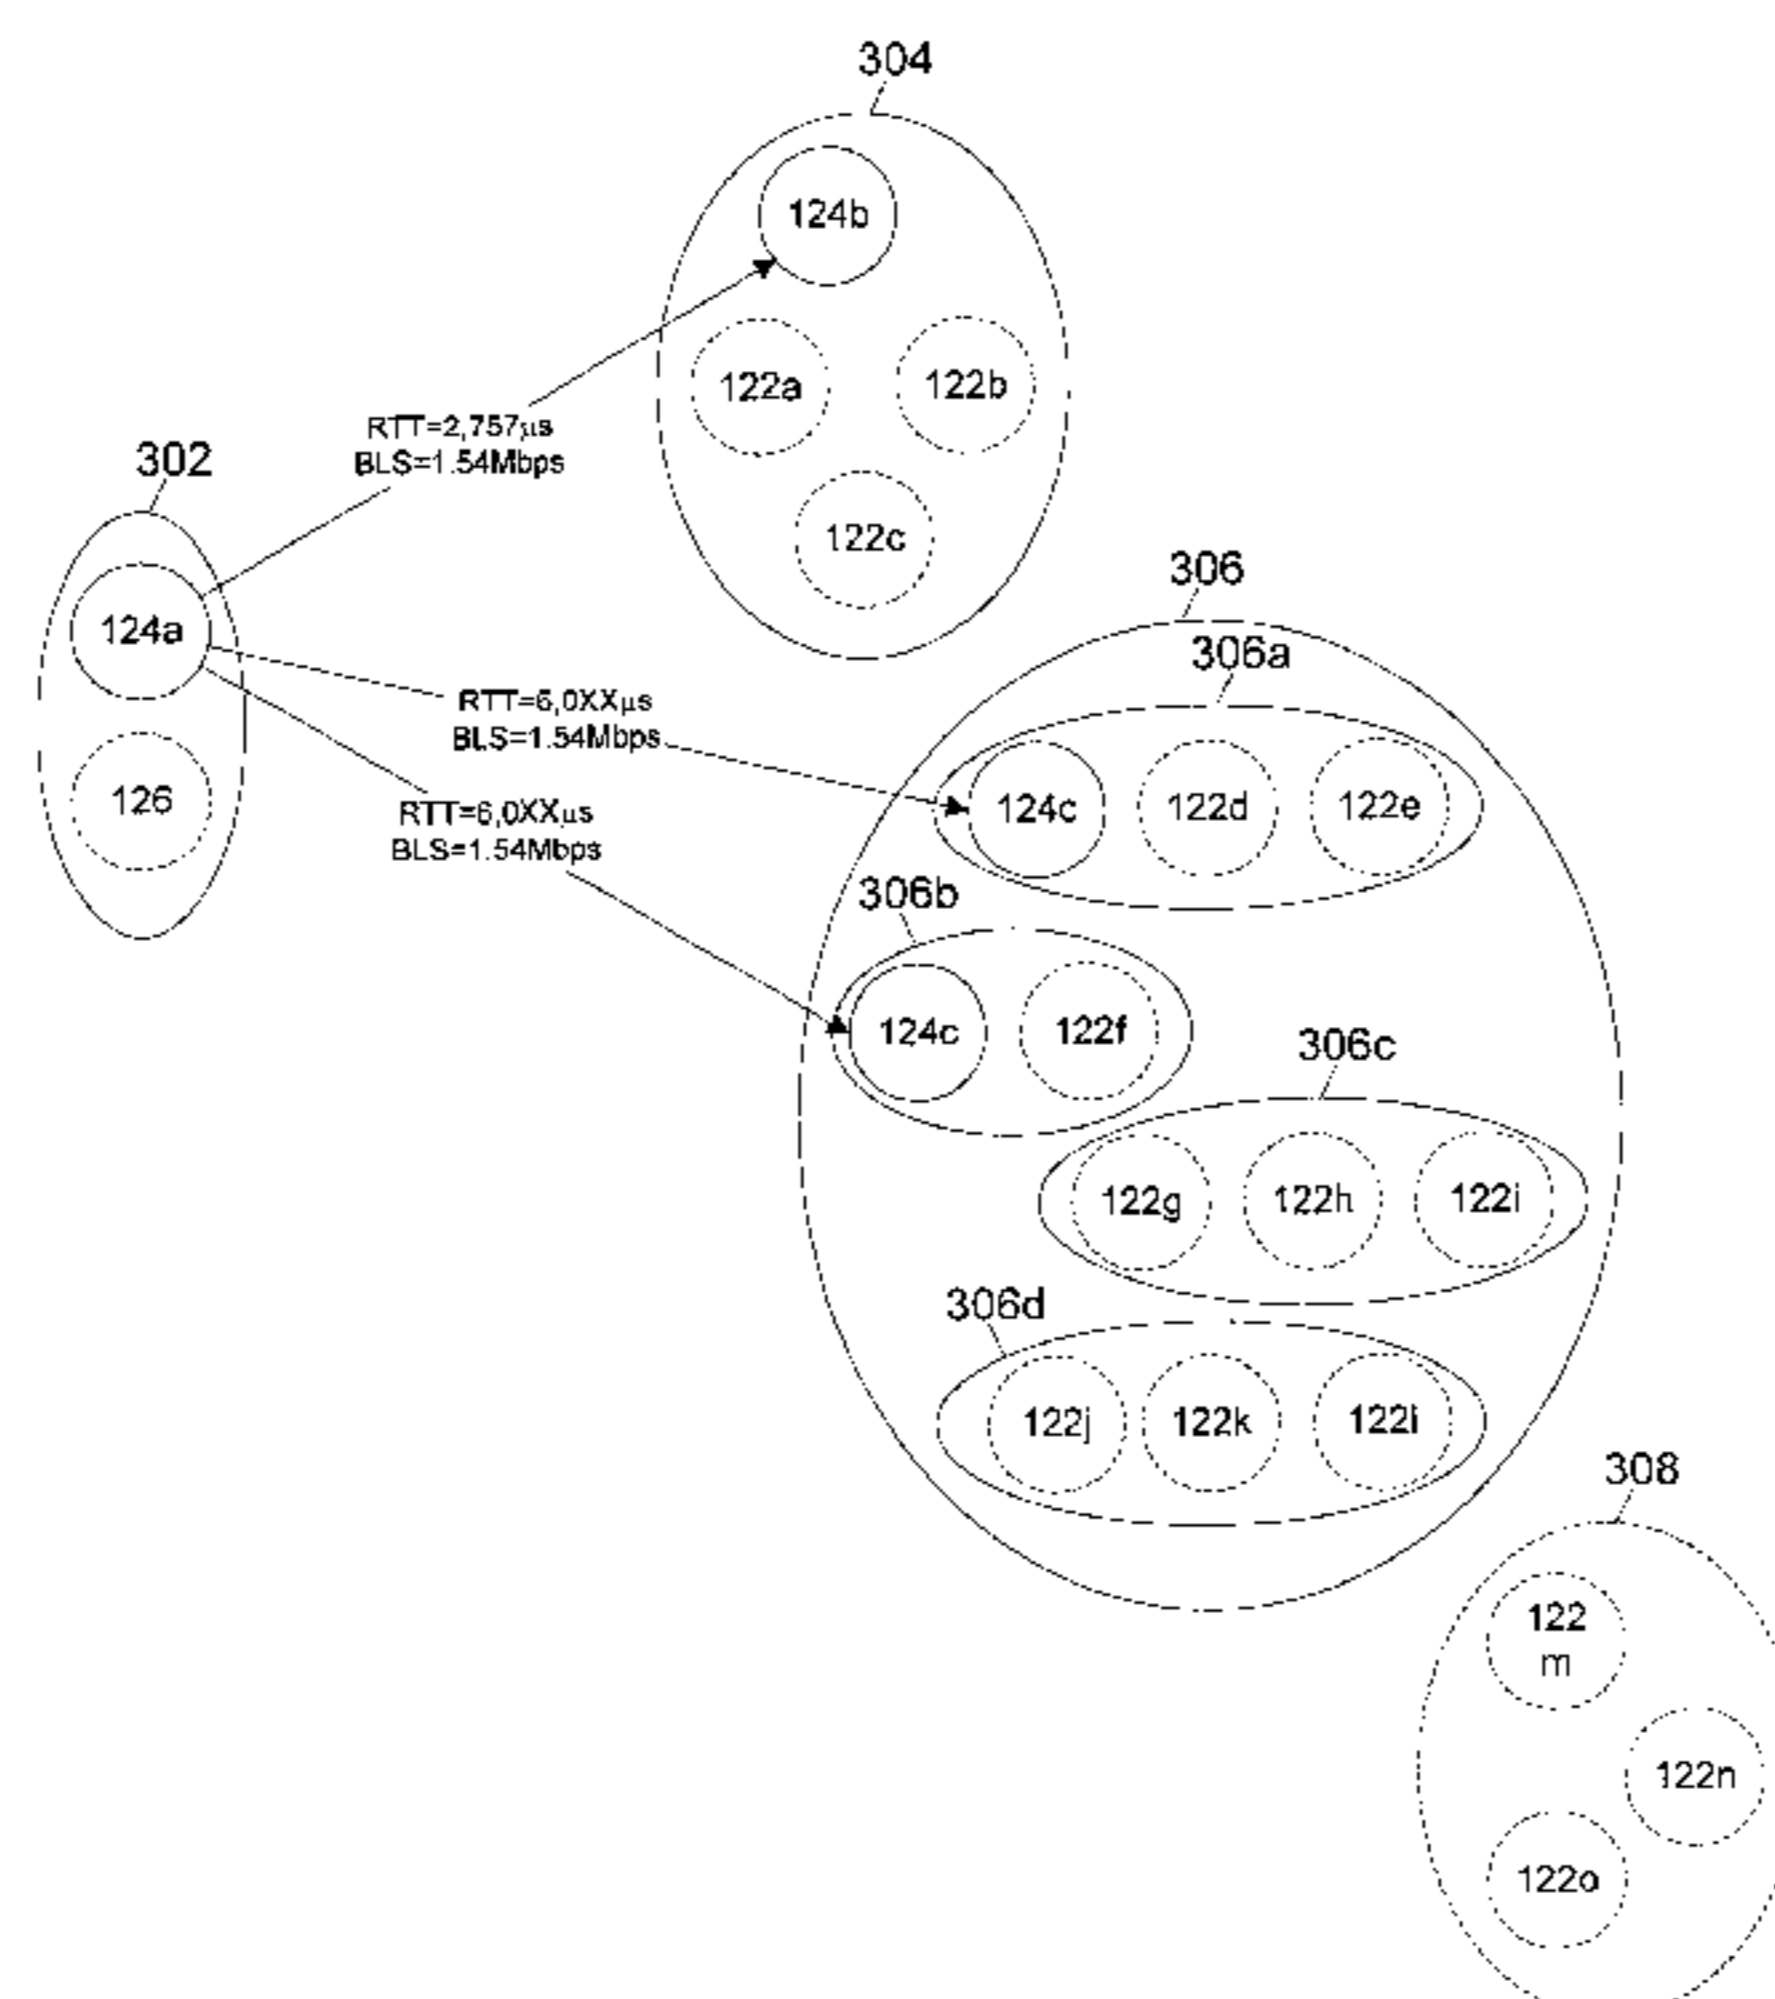 304
124b
122a
122b
RTT=2,757µs
BLS=1.54Mbps
302
122c
306
124a
306a
RTT=6,0XXµs
BLS=1.54Mbps
126
124c
122d
122e
RTT=6,0XXµs
BLS=1.54Mbps
306b
124c
122f
306c
122g
122h
122i
306d
122j
122k
122l
308
122
m
122n
122o